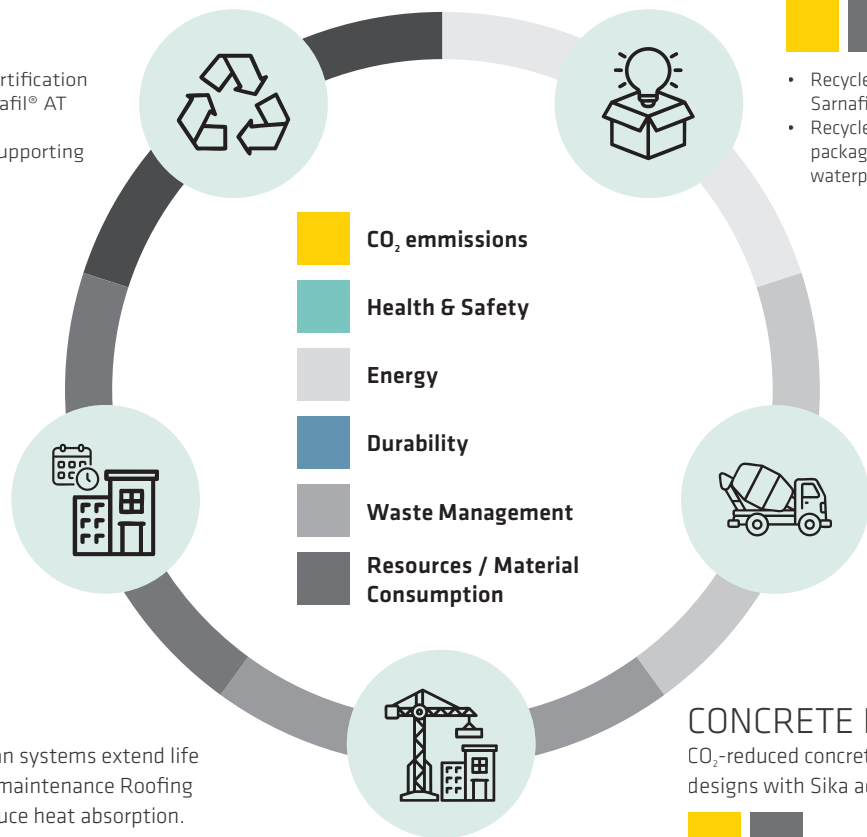 rtification
afil® AT
upporting
• Recycle
Sarnafi
• Recycle
packag
waterp
CO₂ emmissions
Health & Safety
Energy
Durability
Waste Management
Resources / Material
Consumption
an systems extend life
maintenance Roofing
uce heat absorption.
CONCRETE
CO₂-reduced concret
designs with Sika a